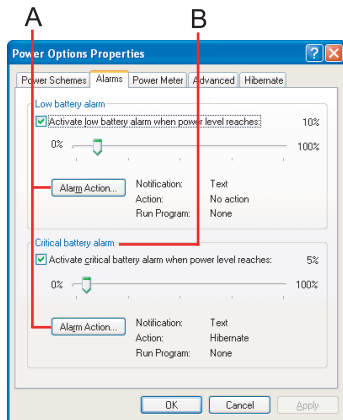 A B
Power Options Properties
Power Schemes Alarms Power Meter Advanced Hibernate
Low battery alarm
Activate low battery alarm when power level reaches: 10%
0% 100%
Alarm Action... Notification: Text
Action: No action
Run Program: None
Critical battery alarm
Activate critical battery alarm when power level reaches: 5%
0% 100%
Alarm Action... Notification: Text
Action: Hibernate
Run Program: None
OK Cancel Apply